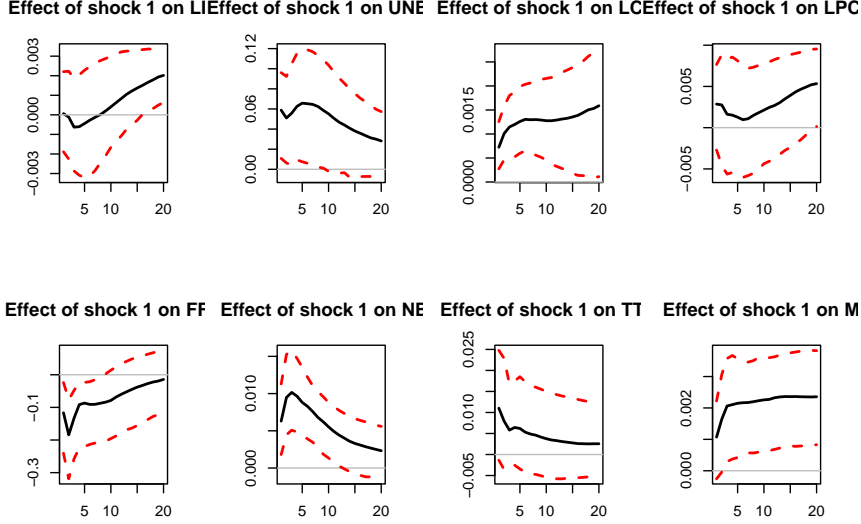 Effect of shock 1 on LI
Effect of shock 1 on UNE
Effect of shock 1 on LC
Effect of shock 1 on LPC
0.003
0.000
−0.003
5 10 20
0.12
0.06
0.00
5 10 20
0.0015
0.0000
5 10 20
0.005
−0.005
5 10 20
Effect of shock 1 on FF
Effect of shock 1 on NE
Effect of shock 1 on TT
Effect of shock 1 on M
−0.1
−0.3
5 10 20
0.010
0.000
5 10 20
0.025
0.010
−0.005
5 10 20
0.002
0.000
5 10 20